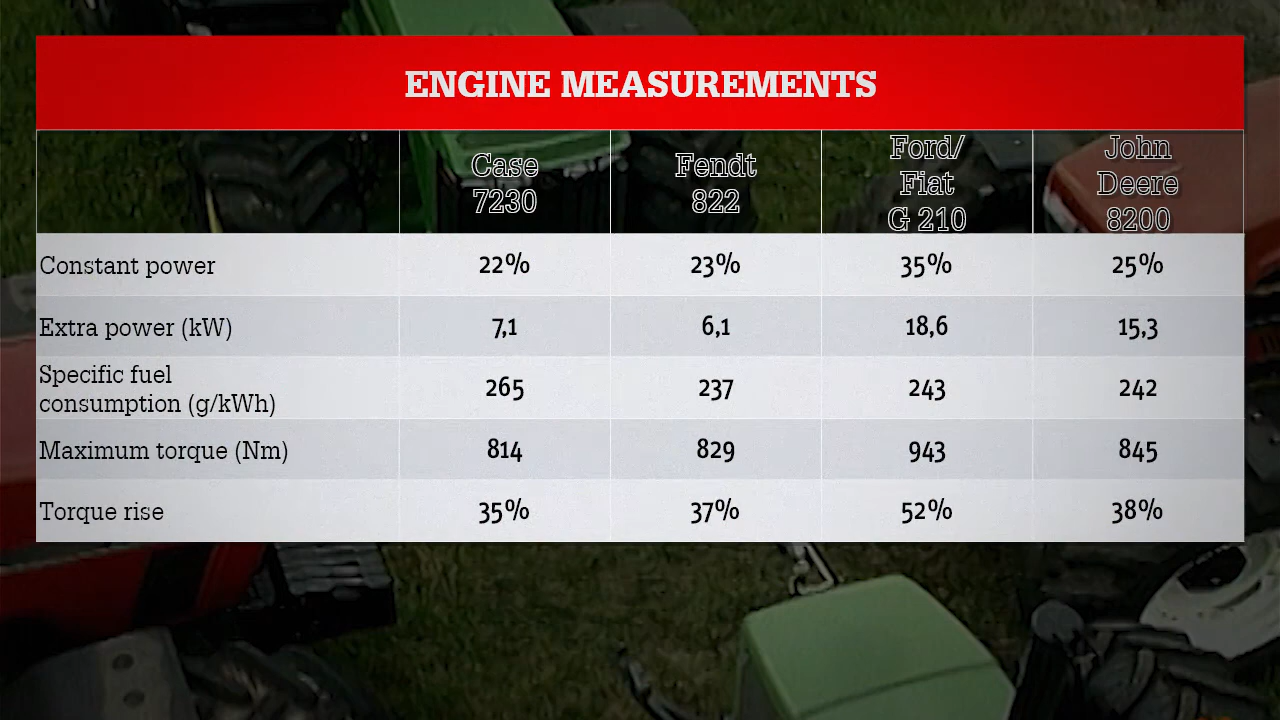 ENGINE MEASUREMENTS
Case 7230 Fendt 822 Ford/ Fiat G 210 John Deere 8200
Constant power 22% 23% 35% 25%
Extra power (kW) 7,1 6,1 18,6 15,3
Specific fuel consumption (g/kWh) 265 237 243 242
Maximum torque (Nm) 814 829 943 845
Torque rise 35% 37% 52% 38%